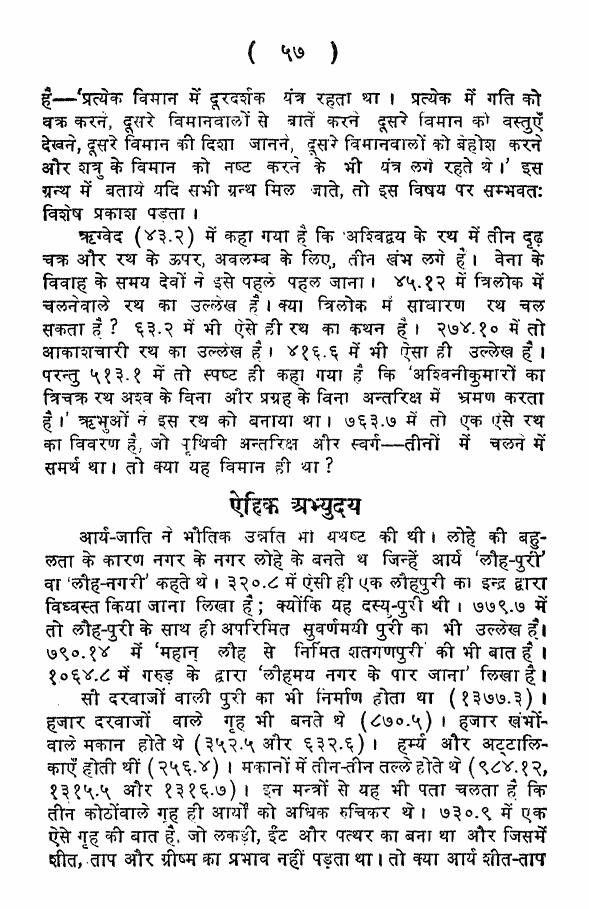 ( ५७ )
हैं—'प्रत्येक विमान में दूरदर्शक यंत्र रहता था । प्रत्येक में गति को
वक्र करने, दूसरे विमानवालों से बातें करने दूसरे विमान को वस्तुएँ
देखने, दूसरे विमान की दिशा जानने, दूसरे विमानवालों को बेहोश करने
और शत्रु के विमान को नष्ट करने के भी यंत्र लगे रहते थे ।' इस
ग्रन्थ में बताये यदि सभी ग्रन्थ मिल जाते, तो इस विषय पर सम्भवतः
विशेष प्रकाश पड़ता ।
ऋग्वेद (४३.२) में कहा गया है कि 'अश्विद्वय के रथ में तीन दृढ़
चक्र और रथ के ऊपर, अवलम्ब के लिए, तीन खंभ लगे हैं । वेना के
विवाह के समय देवों ने इसे पहले पहल जाना । ४५.१२ में त्रिलोक में
चलनेवाले रथ का उल्लेख है । क्या त्रिलोक में साधारण रथ चल
सकता है ? ६३.२ में भी ऐसे ही रथ का कथन है । २७४.१० में तो
आकाशचारी रथ का उल्लेख है । ४१६.६ में भी ऐसा ही उल्लेख है ।
परन्तु ५१३.१ में तो स्पष्ट ही कहा गया है कि 'अश्विनीकुमारों का
त्रिचक्र रथ अश्व के विना और प्रग्रह के विना अन्तरिक्ष में भ्रमण करता
है ।' ऋभुओं ने इस रथ को बनाया था । ७६३.७ में तो एक ऐसे रथ
का विवरण है, जो पृथिवी अन्तरिक्ष और स्वर्ग—तीनों में चलने में
समर्थ था । तो क्या यह विमान ही था ?
ऐहिक अभ्युदय
आर्य-जाति ने भौतिक उन्नति भी यथष्ट की थी । लोहे की बहु-
लता के कारण नगर के नगर लोहे के बनते थ जिन्हें आर्य 'लौह-पुरी'
वा 'लौह-नगरी' कहते थे । ३२०.८ में ऐसी ही एक लौहपुरी का इन्द्र द्वारा
विध्वस्त किया जाना लिखा है ; क्योंकि यह दस्यु-पुरी थी । ७७९.७ में
तो लौह-पुरी के साथ ही अपरिमित सुवर्णमयी पुरी का भी उल्लेख है।
७९०.१४ में 'महान् लौह से निर्मित शतगणपुरी' की भी बात है ।
१०६४.८ में गरुड़ के द्वारा 'लौहमय नगर के पार जाना' लिखा है ।
सौ दरवाजों वाली पुरी का भी निर्माण होता था (१३७७.३) ।
हजार दरवाजों वाले गृह भी बनते थे (८७०.५) । हजार खंभों-
वाले मकान होते थे (३५२.५ और ६३२.६) । हर्म्य और अट्टालि-
काएँ होती थीं (२५६.४) । मकानों में तीन-तीन तल्ले होते थे (९८४.१२,
१३१५.५ और १३१६.७) । इन मन्त्रों से यह भी पता चलता है कि
तीन कोठोंवाले गृह ही आर्यों को अधिक रुचिकर थे । ७३०.९ में एक
ऐसे गृह की बात है, जो लकड़ी, ईंट और पत्थर का बना था और जिसमें
शीत, ताप और ग्रीष्म का प्रभाव नहीं पड़ता था । तो क्या आर्य शीत-ताप